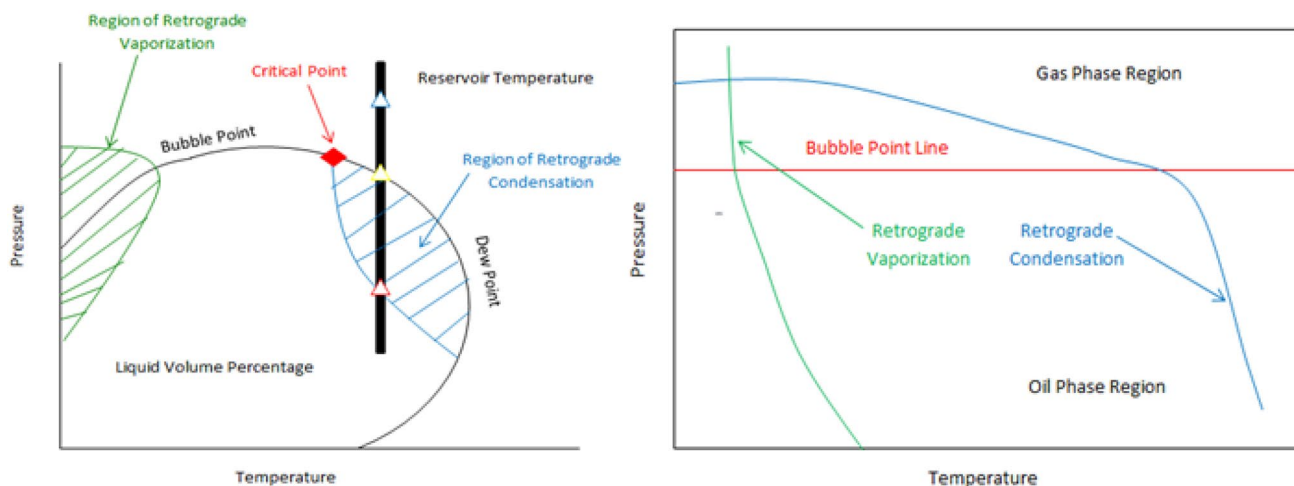 Region of Retrograde
Vaporization
Critical Point
Reservoir Temperature
Bubble Point
Region of Retrograde
Condensation
Dew Point
Pressure
Liquid Volume Percentage
Temperature
Gas Phase Region
Bubble Point Line
Retrograde
Vaporization
Retrograde
Condensation
Pressure
Oil Phase Region
Temperature